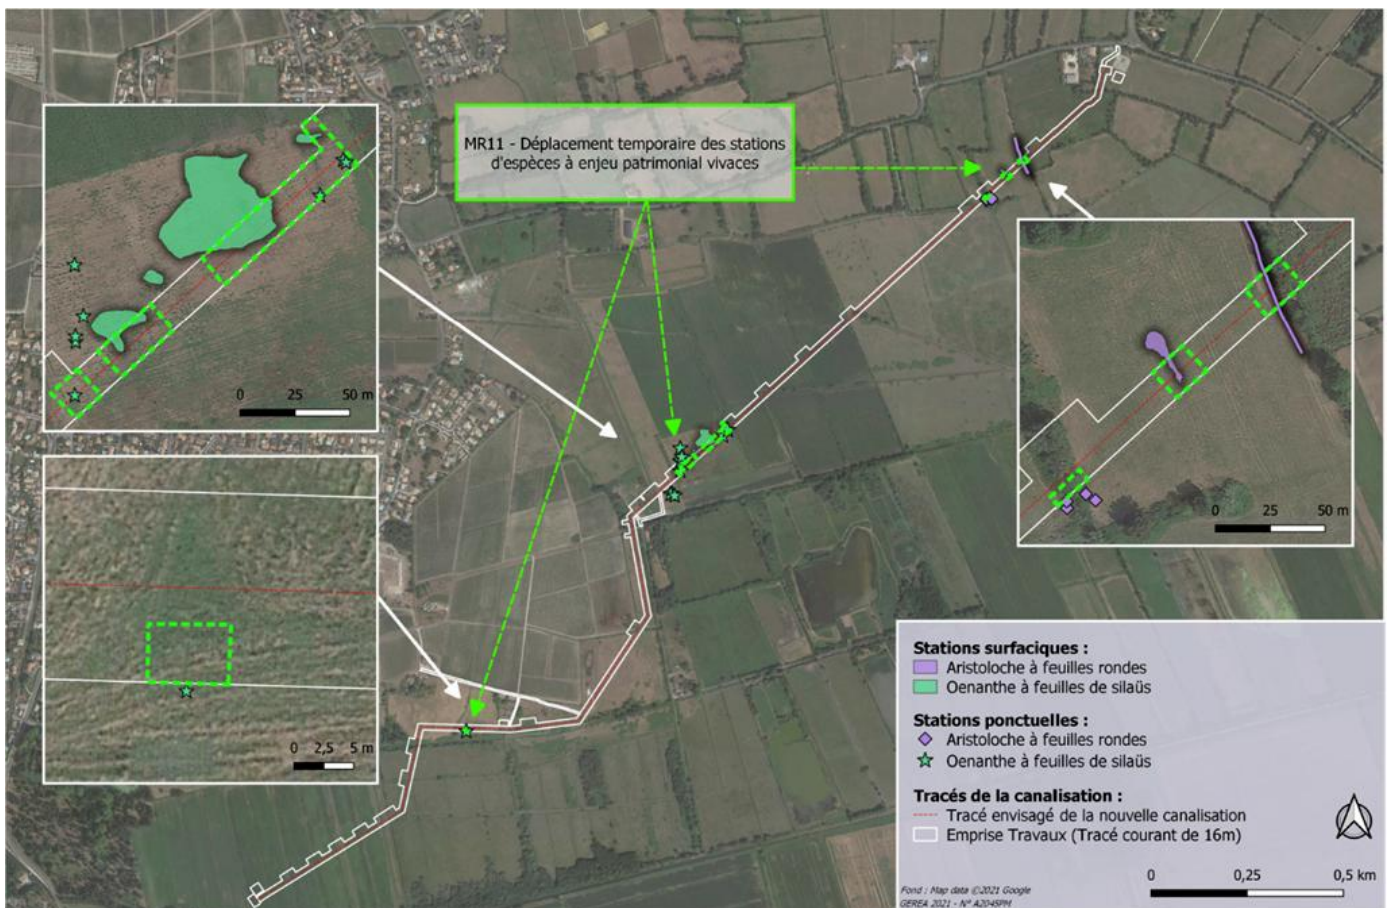 MR11 - Déplacement temporaire des stations
d'espèces à enjeu patrimonial vivaces
0 25 50 m
0 25 50 m
0 2,5 5 m
Stations surfaciques :
Aristoloche à feuilles rondes
Oenanthe à feuilles de silaüs
Stations ponctuelles :
Aristoloche à feuilles rondes
Oenanthe à feuilles de silaüs
Tracés de la canalisation :
Tracé envisagé de la nouvelle canalisation
Emprise Travaux (Tracé courant de 16m)
0 0,25 0,5 km
Fond : Map data ©2021 Google
GEREA 2021 - N° A2045PM